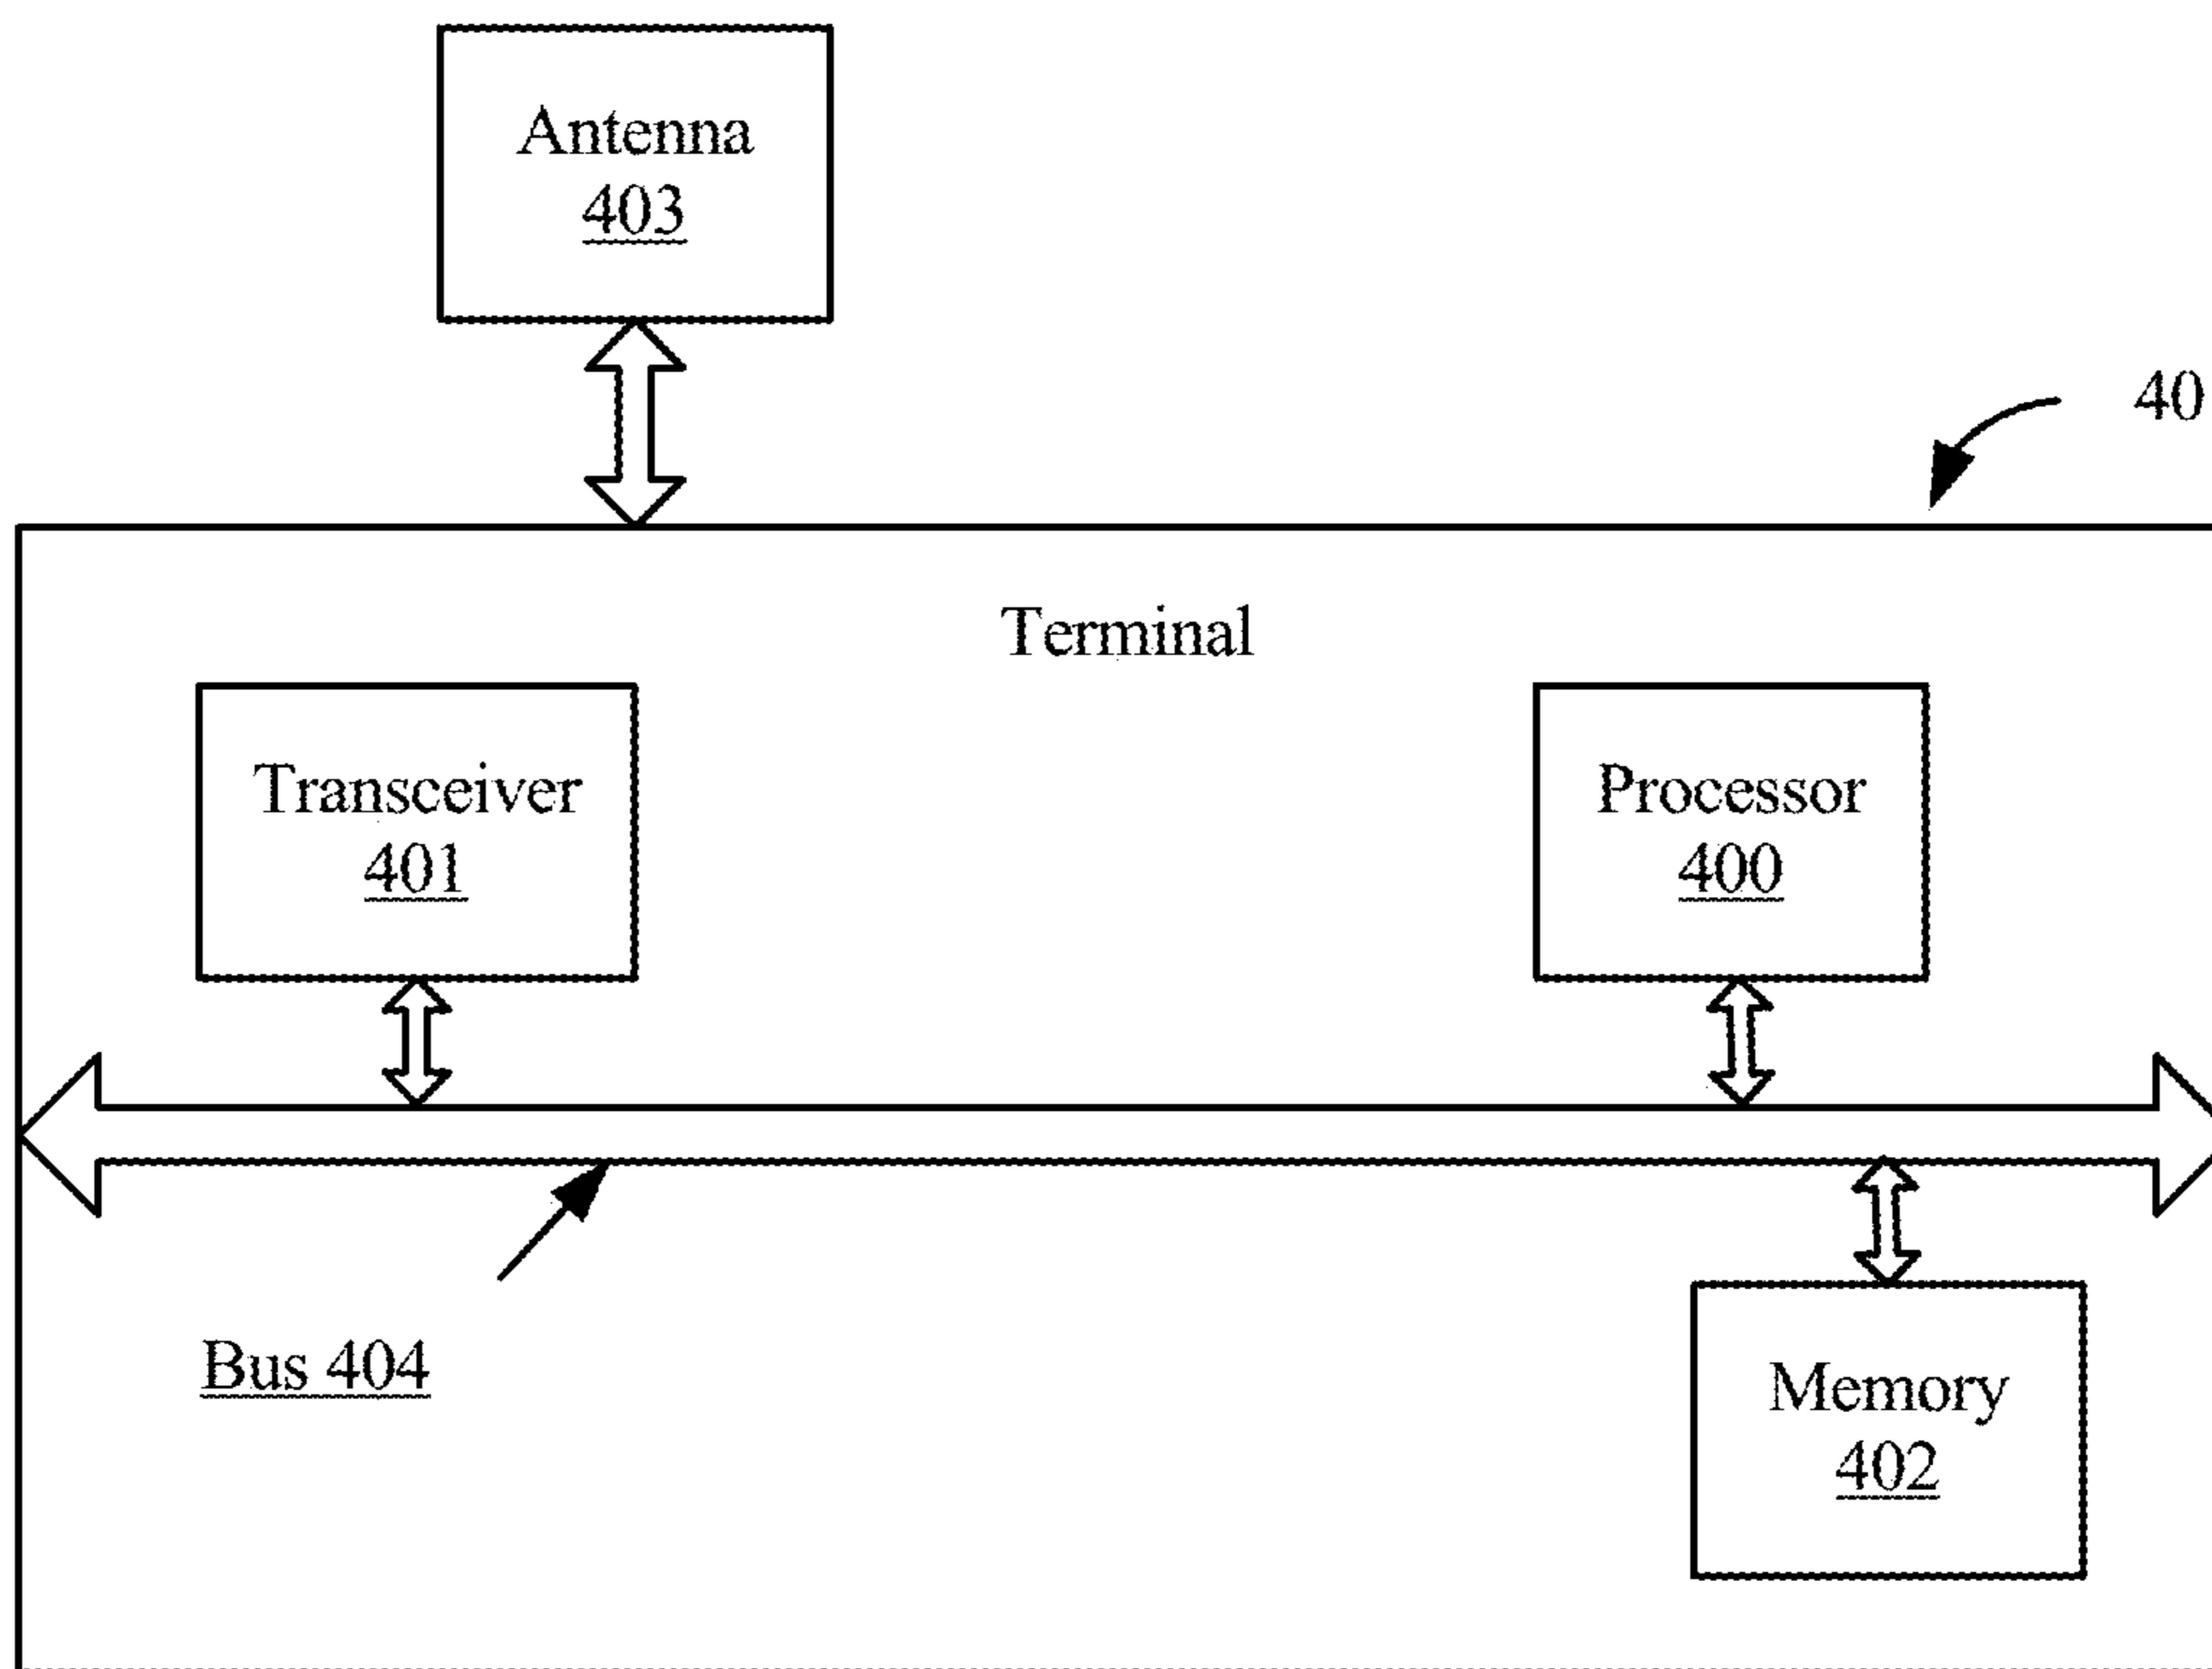 Antenna
403
40
Terminal
Transceiver
401
Processor
400
Bus 404
Memory
402